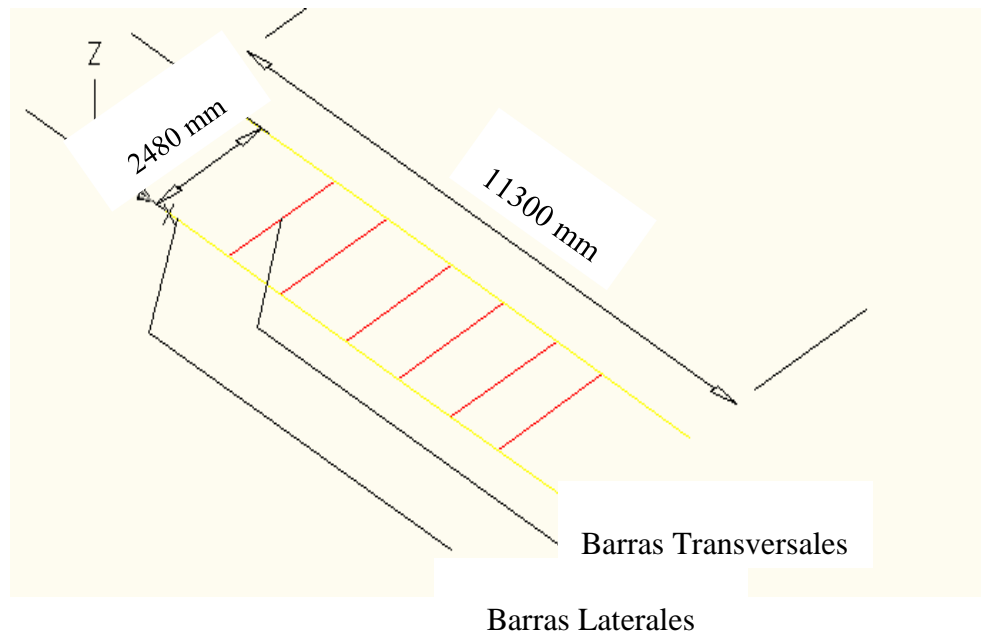 Z
2480 mm
11300 mm
X
Barras Transversales
Barras Laterales